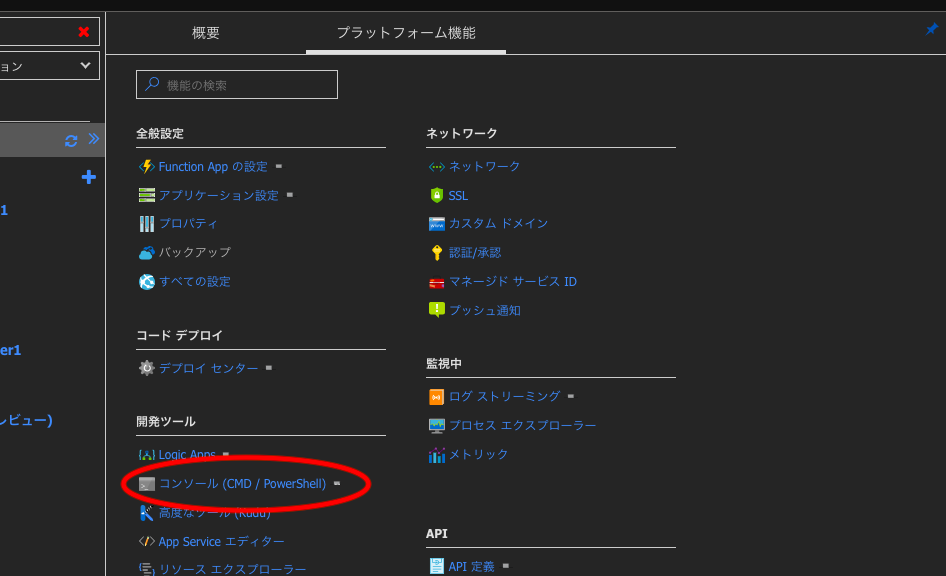 概要
プラットフォーム機能
ョン
機能の検索
全般設定
Function App の設定
アプリケーション設定
プロパティ
バックアップ
すべての設定
コード デプロイ
デプロイ センター
開発ツール
Logic Apps
コンソール (CMD / PowerShell)
高度なツール (Kudu)
App Service エディター
リソース エクスプローラー
ネットワーク
ネットワーク
SSL
カスタム ドメイン
認証/承認
マネージド サービス ID
プッシュ通知
監視中
ログ ストリーミング
プロセス エクスプローラー
メトリック
API
API 定義
1
er1
レビュー)